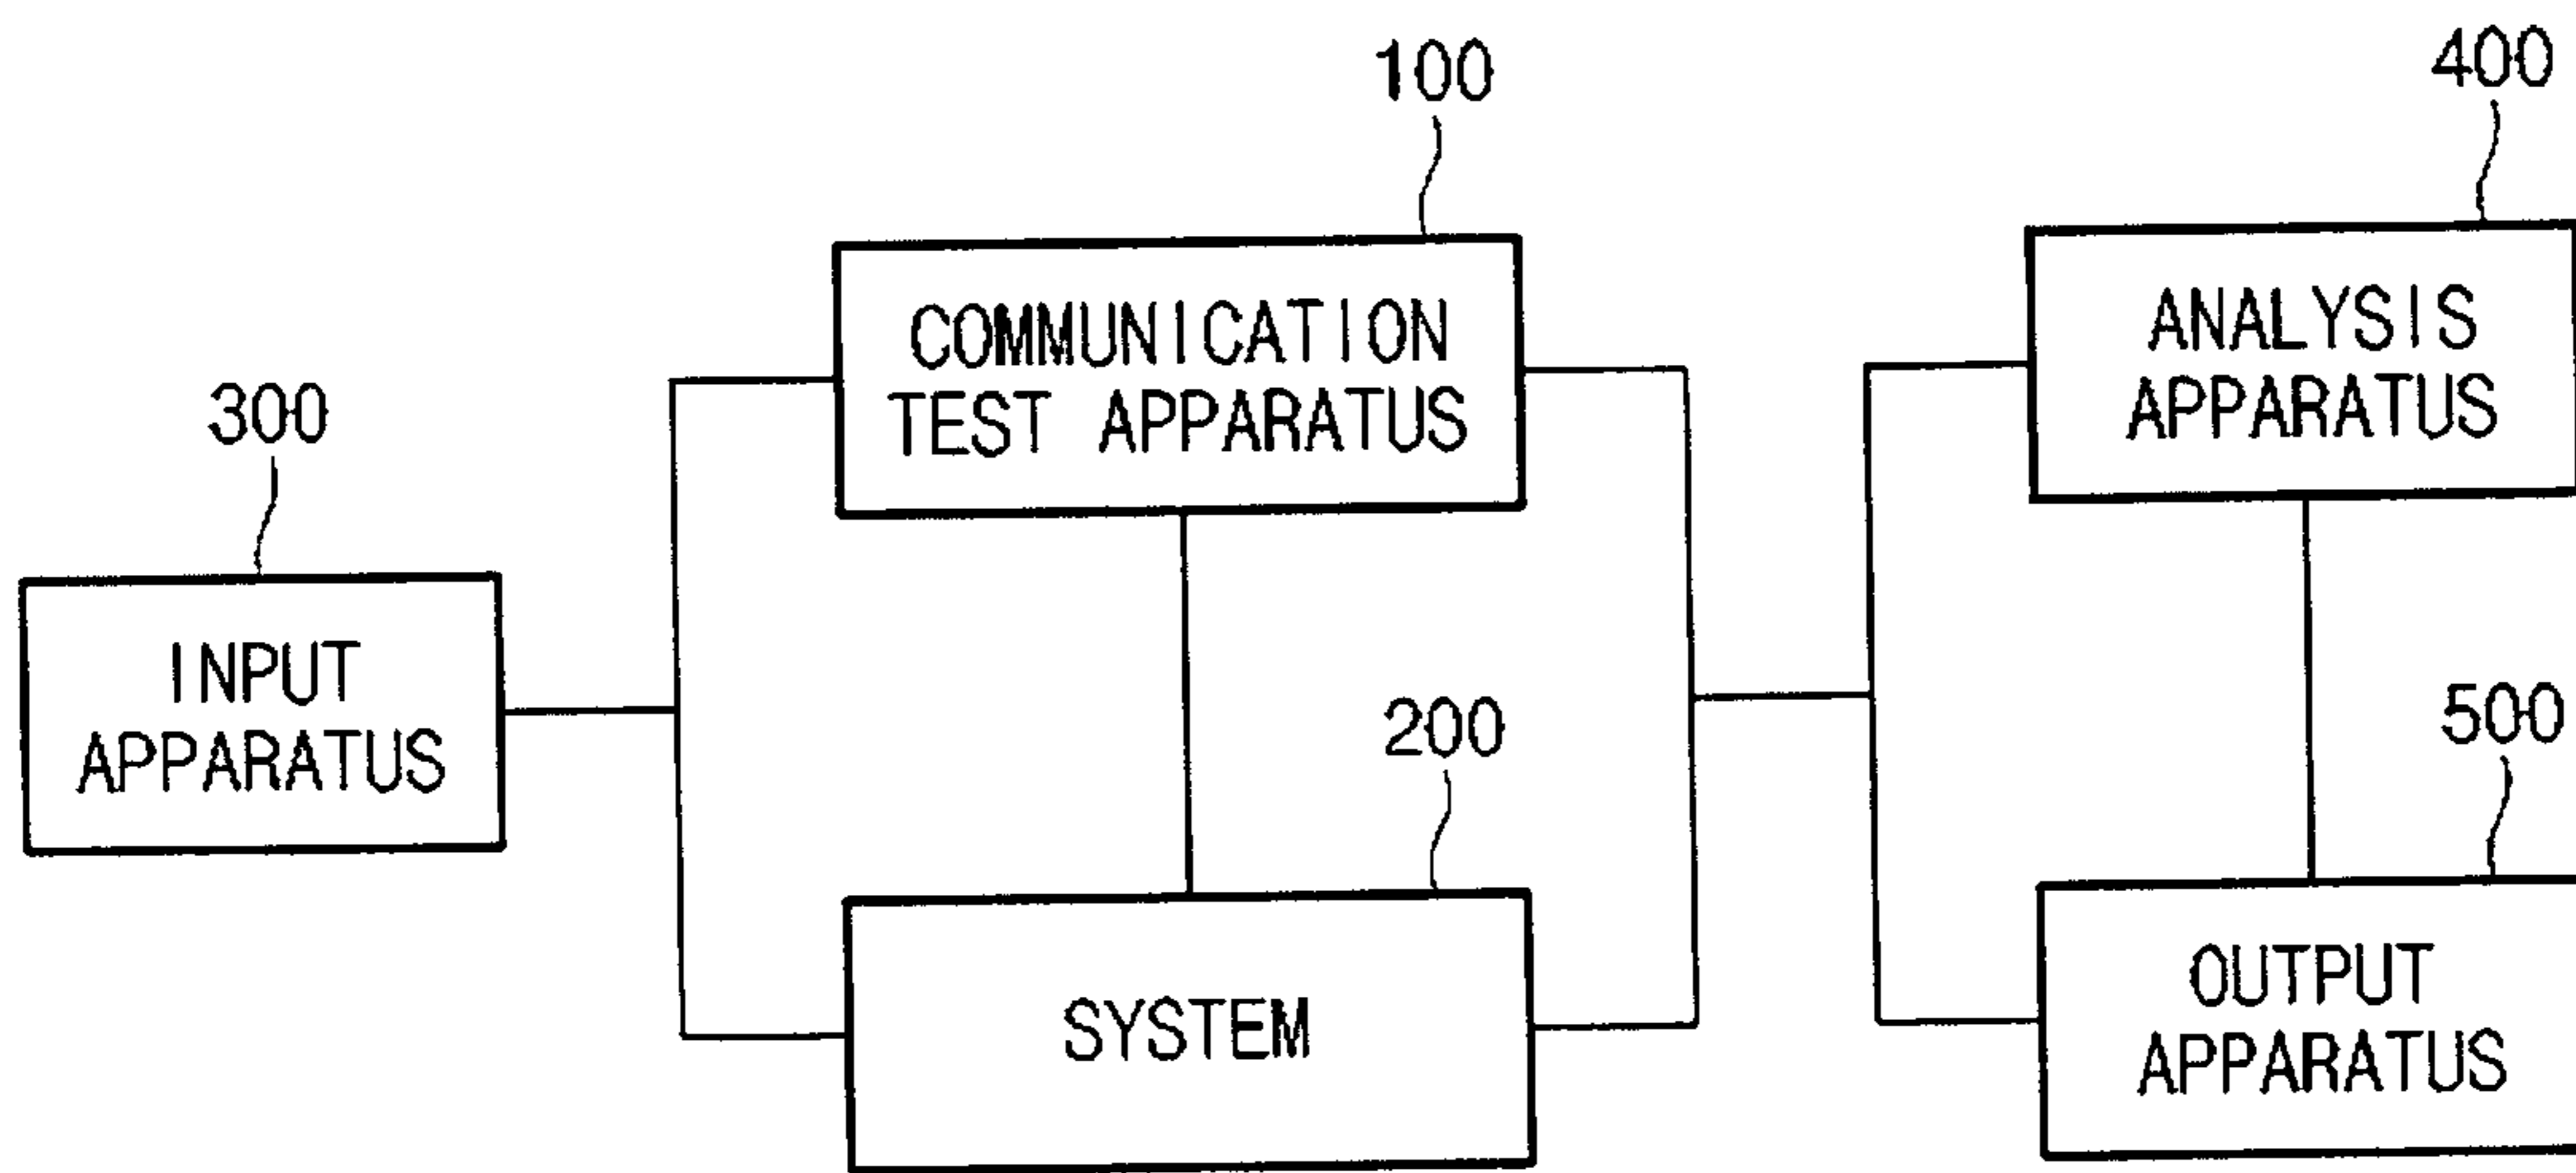 100
COMMUNICATION
TEST APPARATUS
400
ANALYSIS
APPARATUS
300
INPUT
APPARATUS
200
SYSTEM
500
OUTPUT
APPARATUS